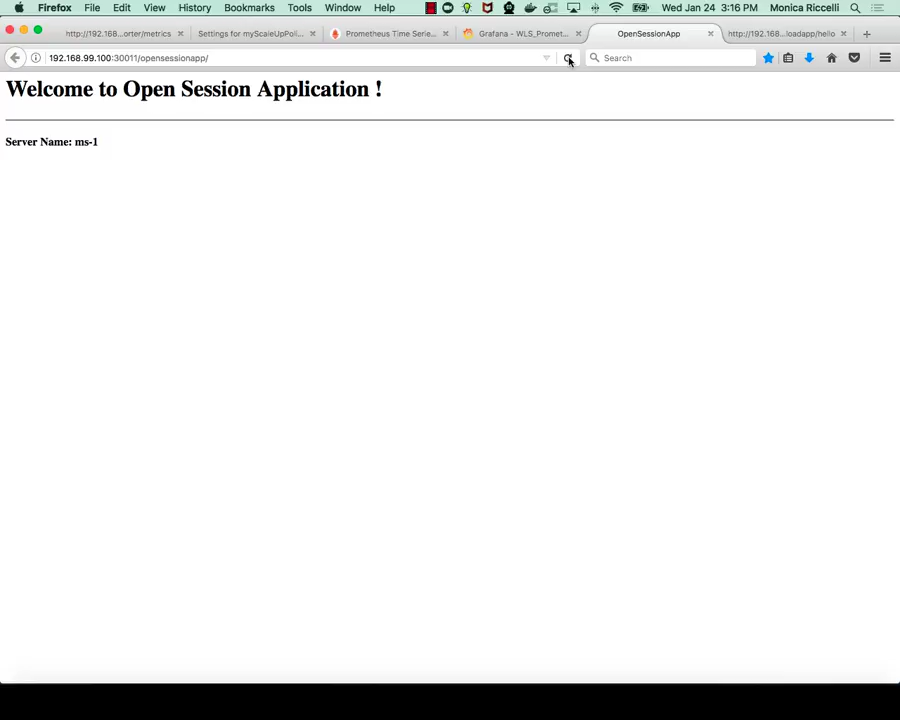 Firefox File Edit View History Bookmarks Tools Window Help Wed Jan 24 3:16 PM Monica Riccelli
http://192.168...orter/metrics Settings for myScaleUpPoli... Prometheus Time Serie... Grafana - WLS_Promet... OpenSessionApp http://192.168...loadapp/hello
192.168.99.100:30011/opensessionapp/ Search
Welcome to Open Session Application !
Server Name: ms-1